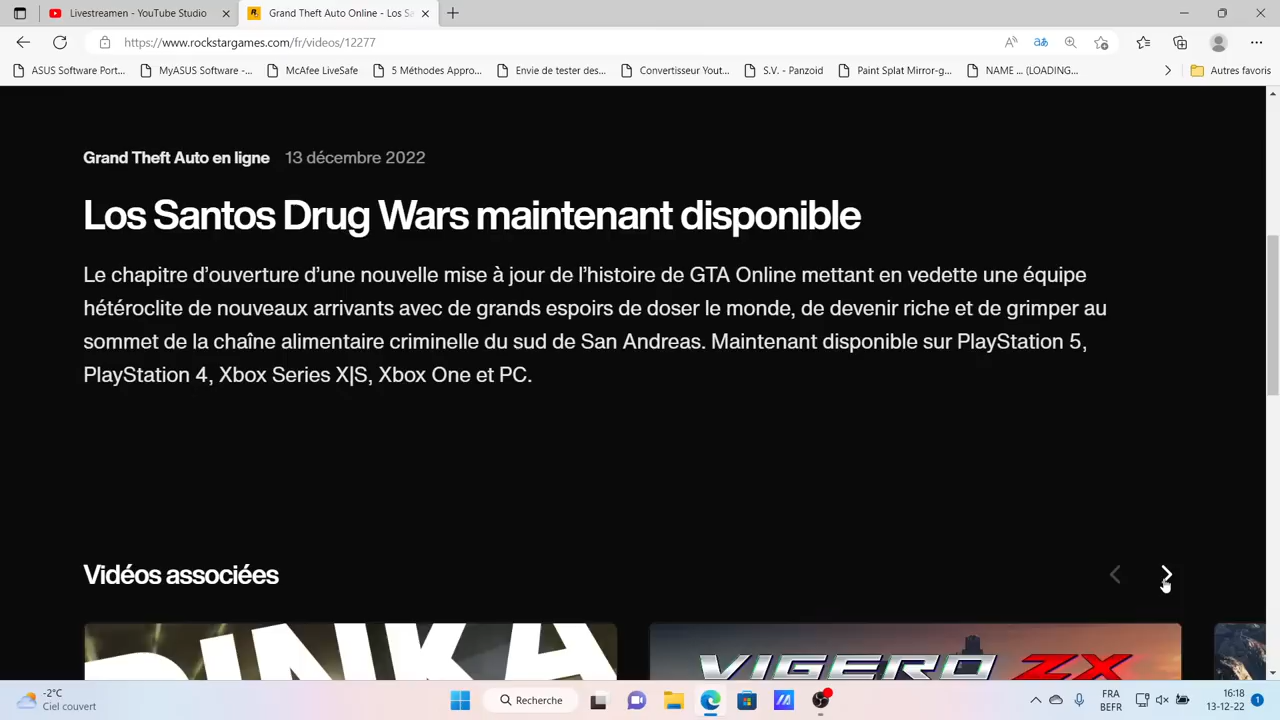 Livestreamen - YouTube Studio
Grand Theft Auto Online - Los Sa
https://www.rockstargames.com/fr/videos/12277
ASUS Software Port...
MyASUS Software -...
McAfee LiveSafe
5 Méthodes Appro...
Envie de tester des...
Convertisseur Yout...
S.V. - Panzoid
Paint Splat Mirror-g...
NAME ... (LOADING...
Autres favoris
Grand Theft Auto en ligne 13 décembre 2022
Los Santos Drug Wars maintenant disponible
Le chapitre d’ouverture d’une nouvelle mise à jour de l’histoire de GTA Online mettant en vedette une équipe
hétéroclite de nouveaux arrivants avec de grands espoirs de doser le monde, de devenir riche et de grimper au
sommet de la chaîne alimentaire criminelle du sud de San Andreas. Maintenant disponible sur PlayStation 5,
PlayStation 4, Xbox Series X|S, Xbox One et PC.
Vidéos associées
DINKA
VIGERO ZX
-2°C
Ciel couvert
Recherche
FRA
BEFR
16:18
13-12-22
1